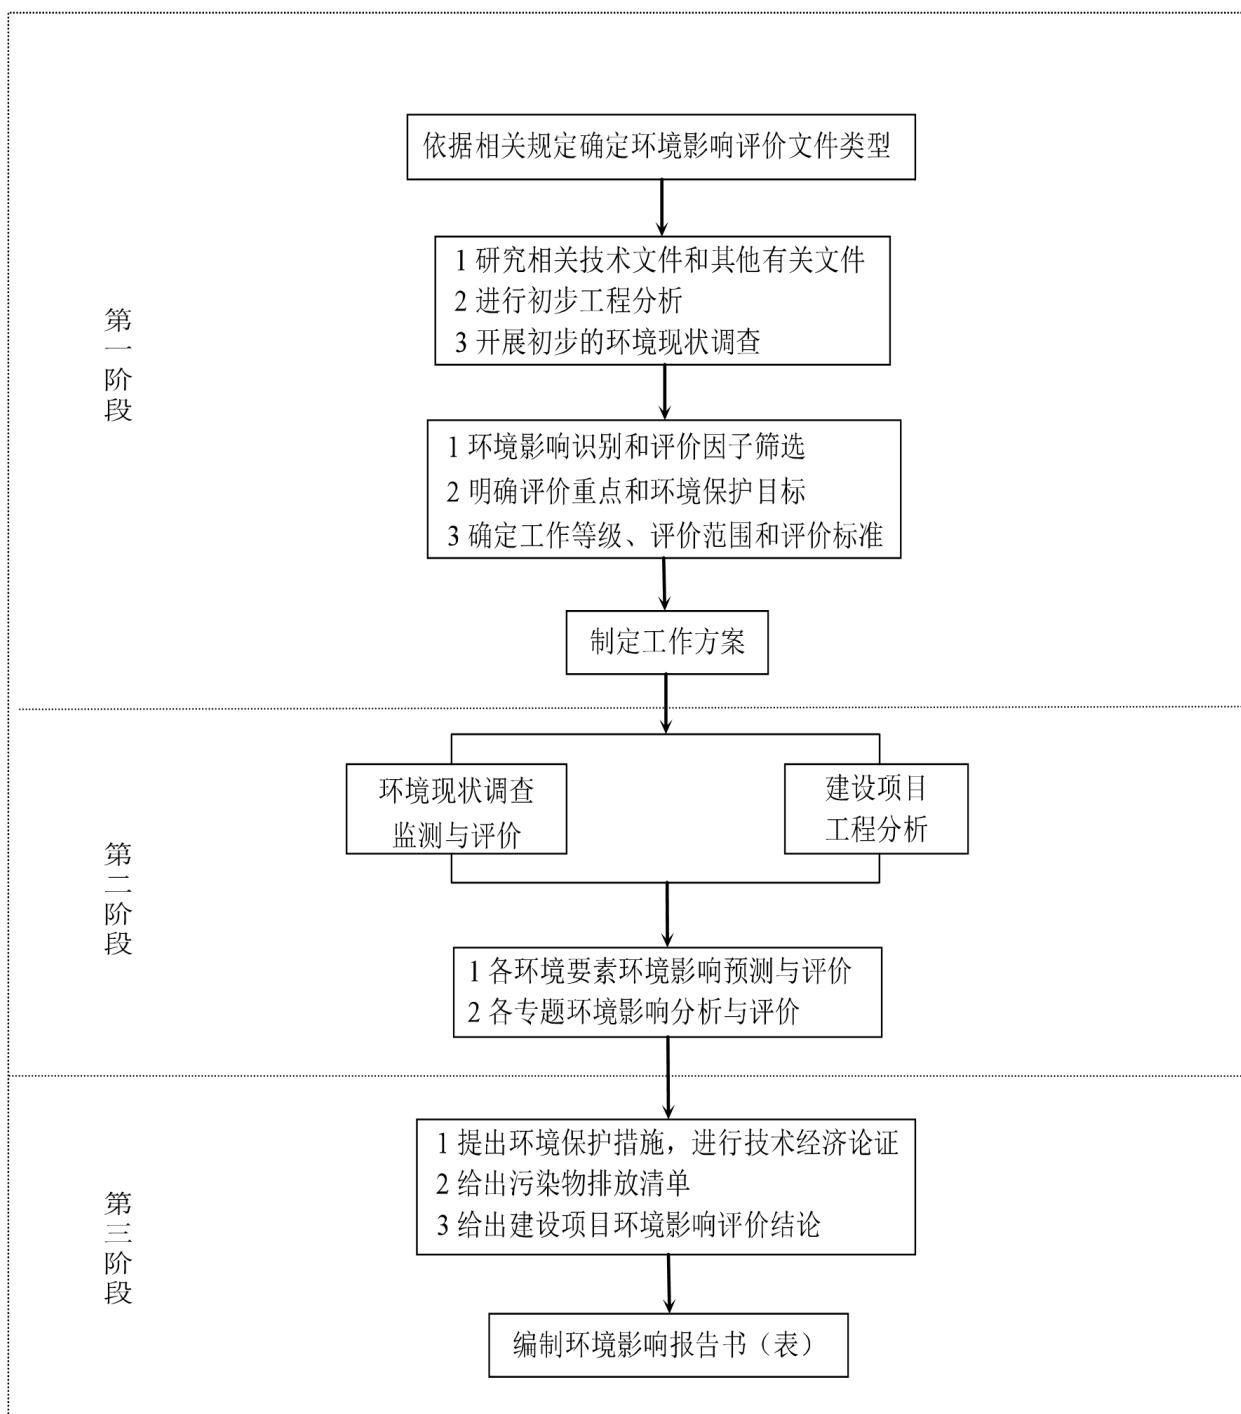 依据相关规定确定环境影响评价文件类型
1 研究相关技术文件和其他有关文件
2 进行初步工程分析
3 开展初步的环境现状调查
第一阶段
1 环境影响识别和评价因子筛选
2 明确评价重点和环境保护目标
3 确定工作等级、评价范围和评价标准
制定工作方案
环境现状调查
监测与评价
建设项目
工程分析
第二阶段
1 各环境要素环境影响预测与评价
2 各专题环境影响分析与评价
1 提出环境保护措施，进行技术经济论证
2 给出污染物排放清单
3 给出建设项目环境影响评价结论
第三阶段
编制环境影响报告书（表）